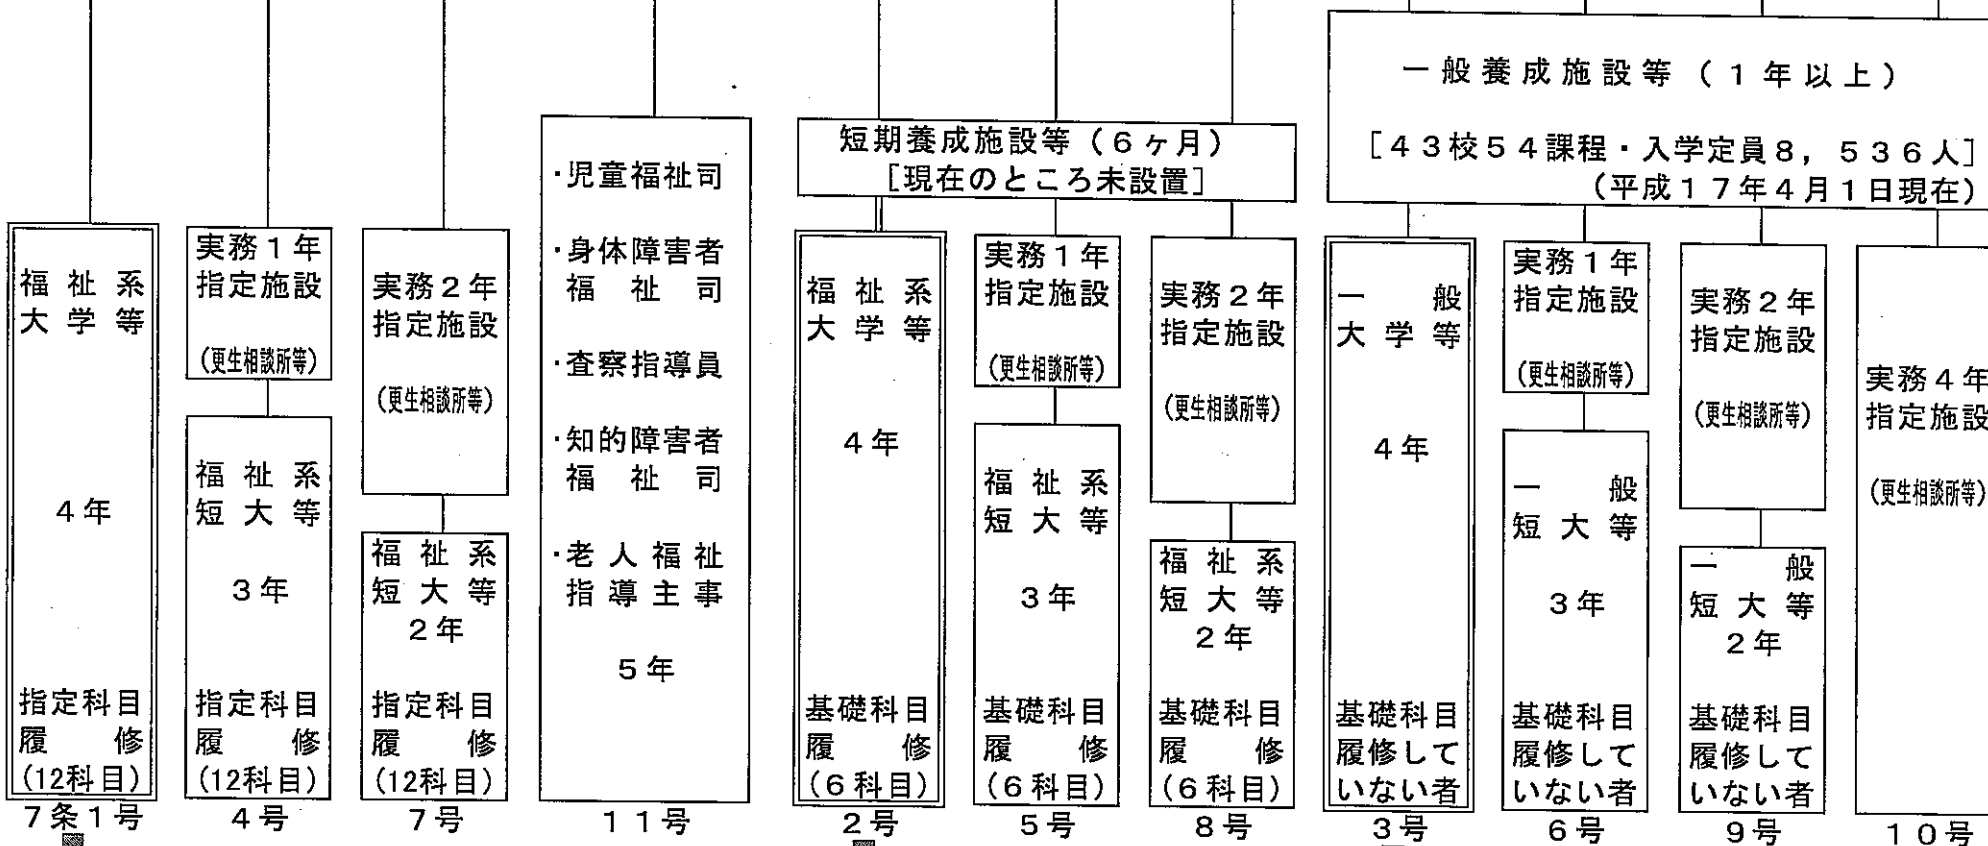 一般養成施設等（１年以上）
［４３校５４課程・入学定員８，５３６人］
（平成１７年４月１日現在）
短期養成施設等（６ヶ月）
［現在のところ未設置］
福祉系
大学等
４年
指定科目
履修
(12科目)
７条１号
実務１年
指定施設
(更生相談所等)
福祉系
短大等
３年
指定科目
履修
(12科目)
４号
実務２年
指定施設
(更生相談所等)
福祉系
短大等
２年
指定科目
履修
(12科目)
７号
・児童福祉司
・身体障害者
福祉司
・査察指導員
・知的障害者
福祉司
・老人福祉
指導主事
５年
１１号
福祉系
大学等
４年
基礎科目
履修
(６科目)
２号
実務１年
指定施設
(更生相談所等)
福祉系
短大等
３年
基礎科目
履修
(６科目)
５号
実務２年
指定施設
(更生相談所等)
福祉系
短大等
２年
基礎科目
履修
(６科目)
８号
一般
大学等
４年
基礎科目
履修して
いない者
３号
実務１年
指定施設
(更生相談所等)
一般
短大等
３年
基礎科目
履修して
いない者
６号
実務２年
指定施設
(更生相談所等)
一般
短大等
２年
基礎科目
履修して
いない者
９号
実務４年
指定施設
(更生相談所等)
１０号